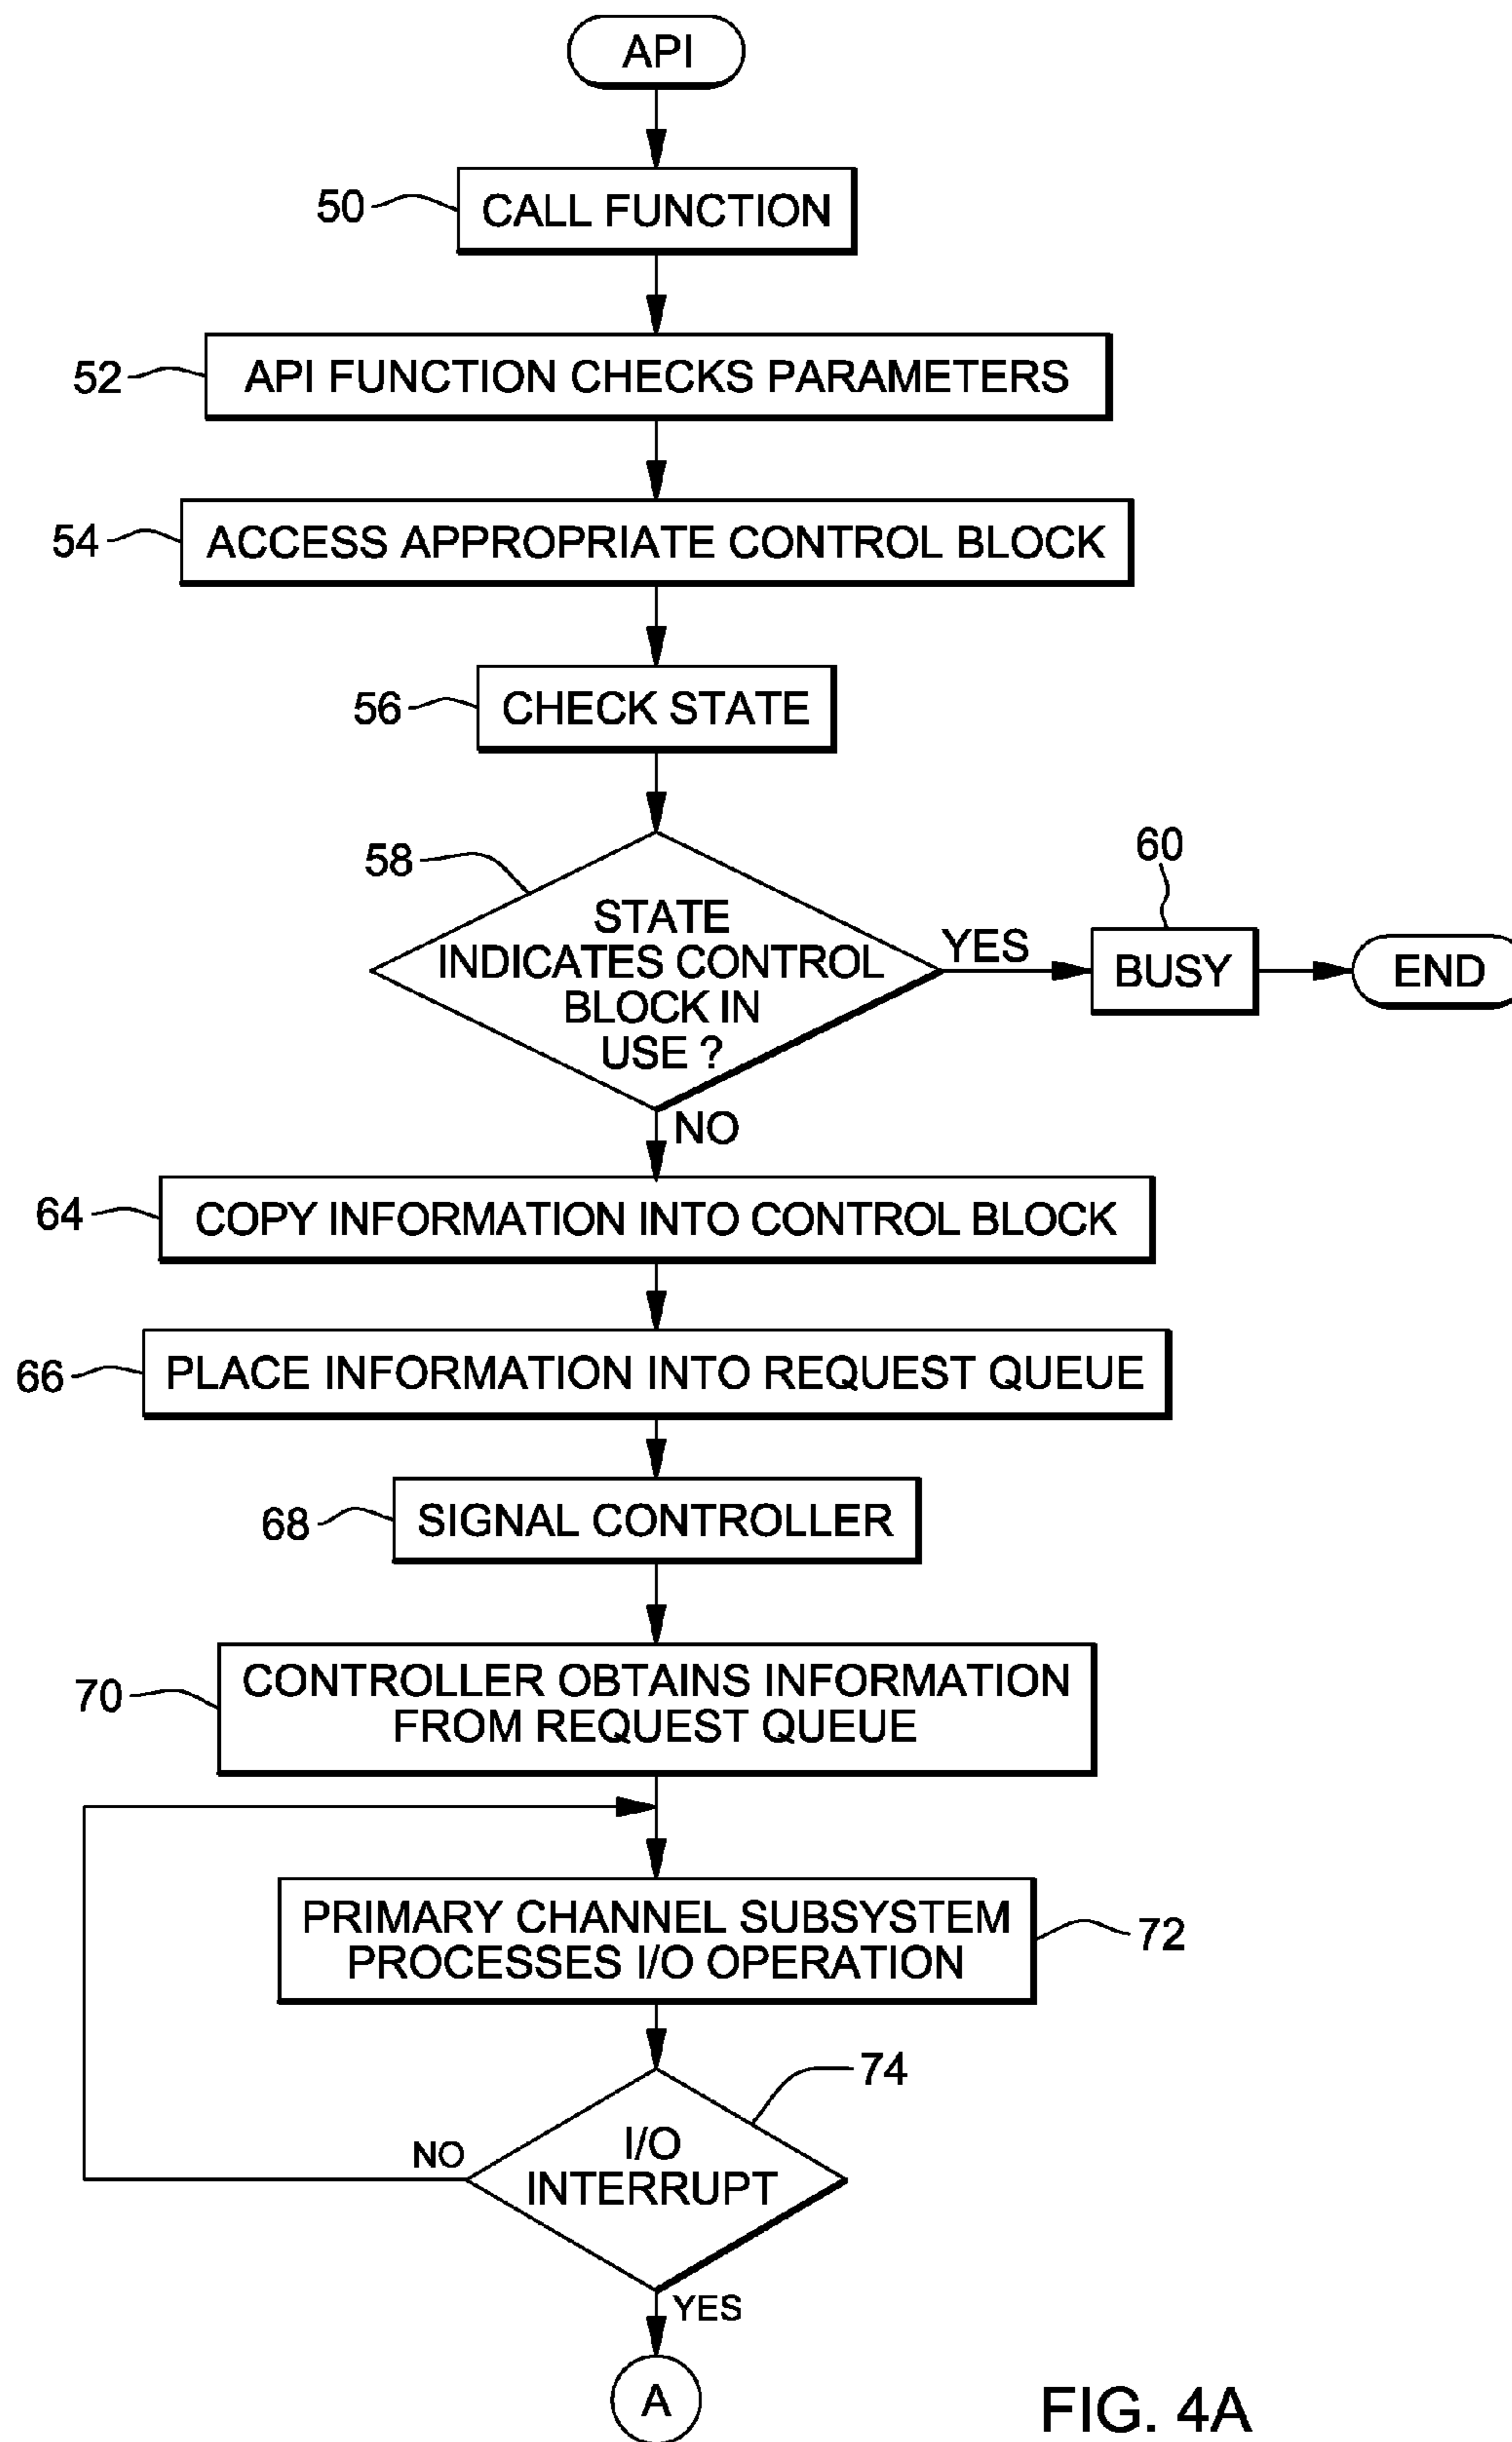 API
50
CALL FUNCTION
52
API FUNCTION CHECKS PARAMETERS
54
ACCESS APPROPRIATE CONTROL BLOCK
56
CHECK STATE
58
STATE
INDICATES CONTROL
BLOCK IN
USE ?
YES
60
BUSY
END
NO
64
COPY INFORMATION INTO CONTROL BLOCK
66
PLACE INFORMATION INTO REQUEST QUEUE
68
SIGNAL CONTROLLER
70
CONTROLLER OBTAINS INFORMATION
FROM REQUEST QUEUE
PRIMARY CHANNEL SUBSYSTEM
PROCESSES I/O OPERATION
72
74
I/O
INTERRUPT
NO
YES
A
FIG. 4A